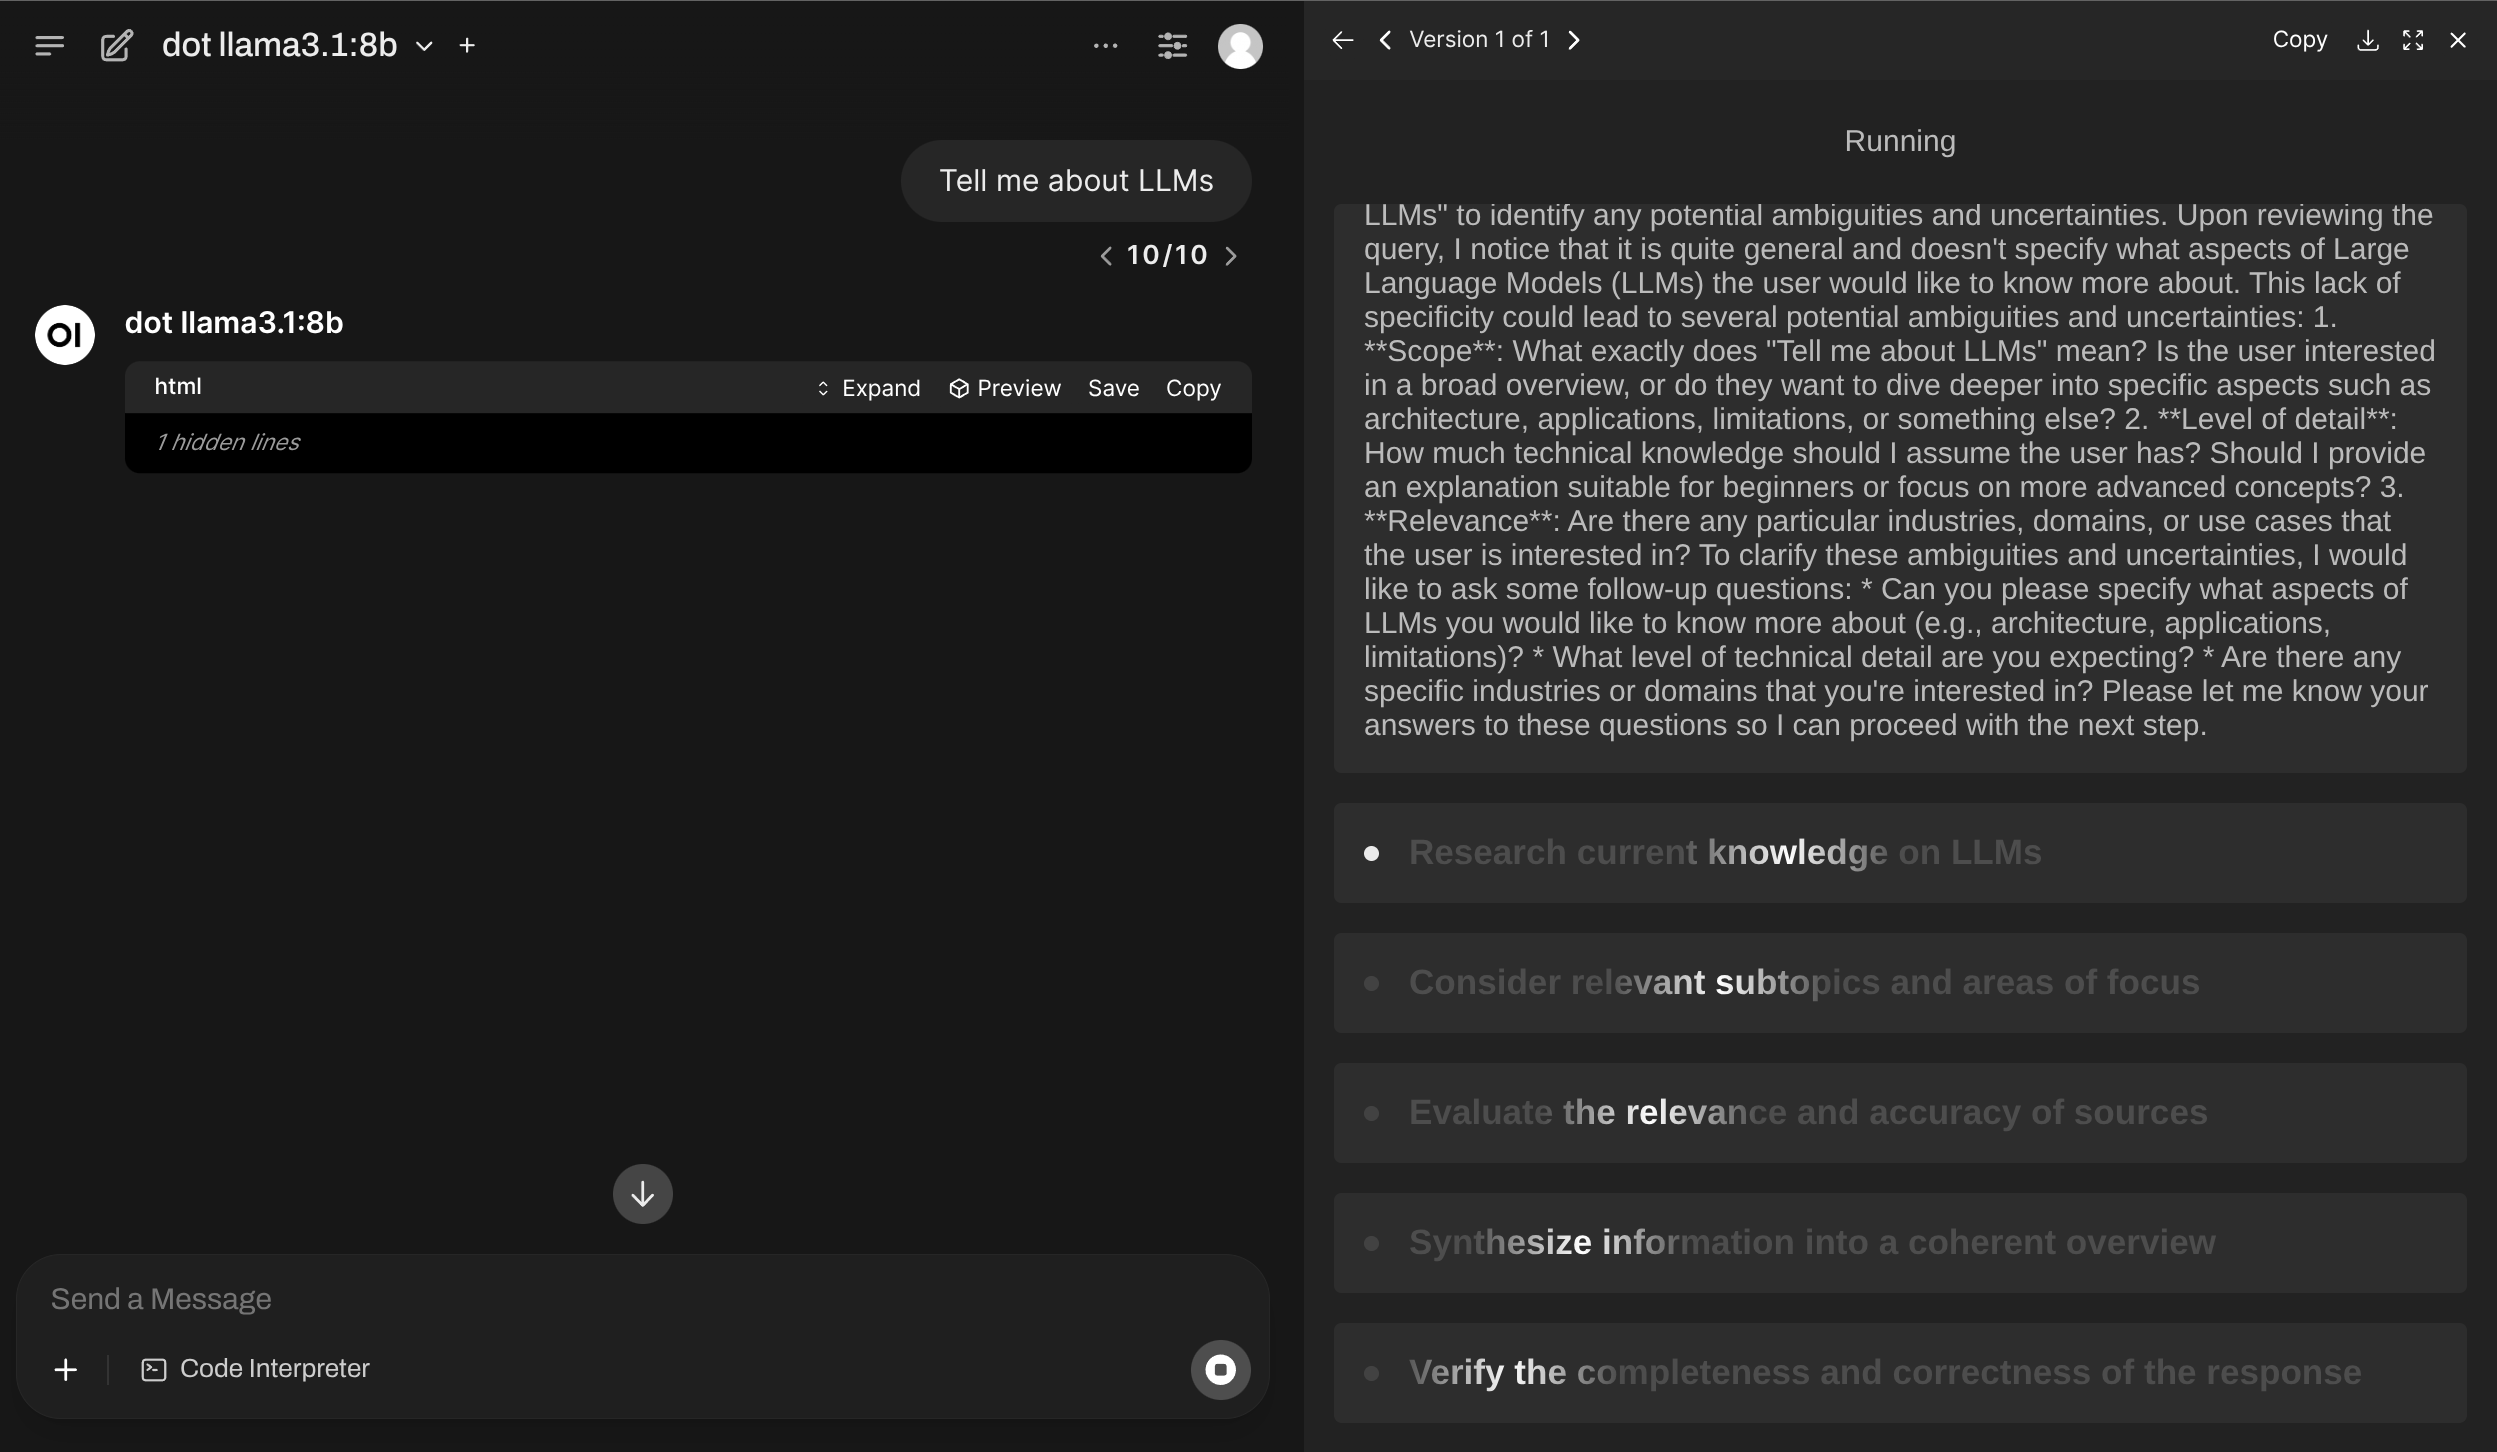 dot llama3.1:8b
Tell me about LLMs
10/10
OI
dot llama3.1:8b
html
Expand
Preview
Save
Copy
1 hidden lines
Send a Message
Code Interpreter
Version 1 of 1
Copy
Running
LLMs" to identify any potential ambiguities and uncertainties. Upon reviewing the
query, I notice that it is quite general and doesn't specify what aspects of Large
Language Models (LLMs) the user would like to know more about. This lack of
specificity could lead to several potential ambiguities and uncertainties: 1.
**Scope**: What exactly does "Tell me about LLMs" mean? Is the user interested
in a broad overview, or do they want to dive deeper into specific aspects such as
architecture, applications, limitations, or something else? 2. **Level of detail**:
How much technical knowledge should I assume the user has? Should I provide
an explanation suitable for beginners or focus on more advanced concepts? 3.
**Relevance**: Are there any particular industries, domains, or use cases that
the user is interested in? To clarify these ambiguities and uncertainties, I would
like to ask some follow-up questions: * Can you please specify what aspects of
LLMs you would like to know more about (e.g., architecture, applications,
limitations)? * What level of technical detail are you expecting? * Are there any
specific industries or domains that you're interested in? Please let me know your
answers to these questions so I can proceed with the next step.
Research current knowledge on LLMs
Consider relevant subtopics and areas of focus
Evaluate the relevance and accuracy of sources
Synthesize information into a coherent overview
Verify the completeness and correctness of the response